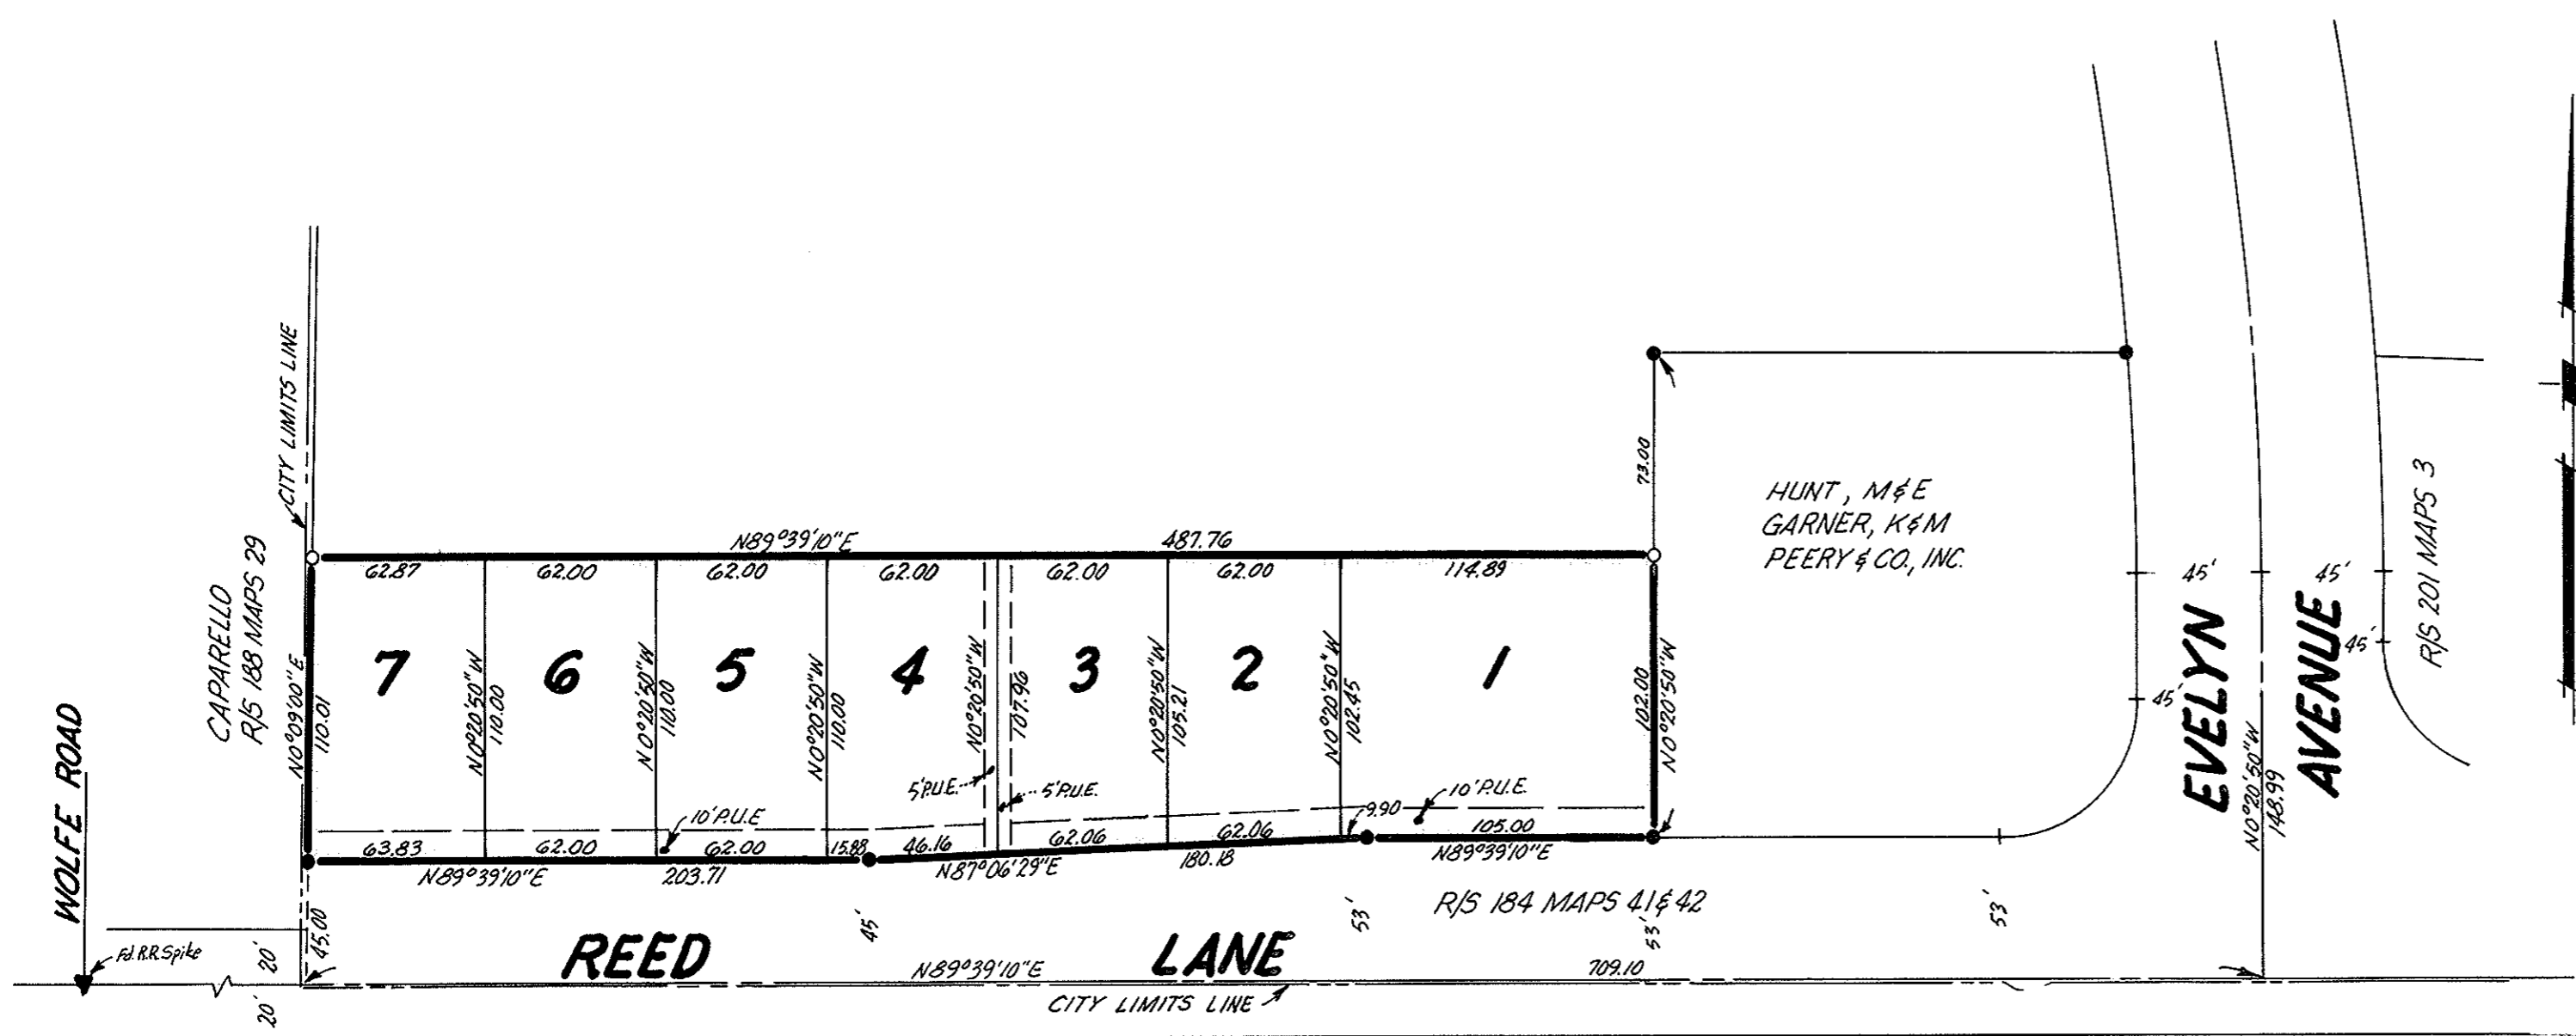 CITY LIMITS LINE
CAPARELLO
R/S 188 MAPS 29
WOLFE ROAD
Fd. R.R. Spike
N0°09'00"E
110.01
N89°39'10"E
487.76
62.87
62.00
62.00
62.00
62.00
62.00
114.89
7
6
5
4
3
2
1
N0°20'50"W
110.00
N0°20'50"W
110.00
N0°20'50"W
110.00
N0°20'50"W
107.96
N0°20'50"W
105.21
N0°20'50"W
102.45
102.00
N0°20'50"W
73.00
5'P.U.E.
5'P.U.E.
10'P.U.E
10'P.U.E.
9.90
63.83
62.00
62.00
15.88
46.16
62.06
62.06
105.00
N89°39'10"E
203.71
N87°06'29"E
180.18
N89°39'10"E
HUNT, M&E
GARNER, K&M
PEERY & CO., INC.
45'
45'
45'
45'
EVELYN
AVENUE
N0°20'50"W
148.99
R/S 201 MAPS 3
R/S 184 MAPS 41 & 42
20'
20'
45.00
45'
53'
53'
53'
REED
LANE
N89°39'10"E
709.10
CITY LIMITS LINE